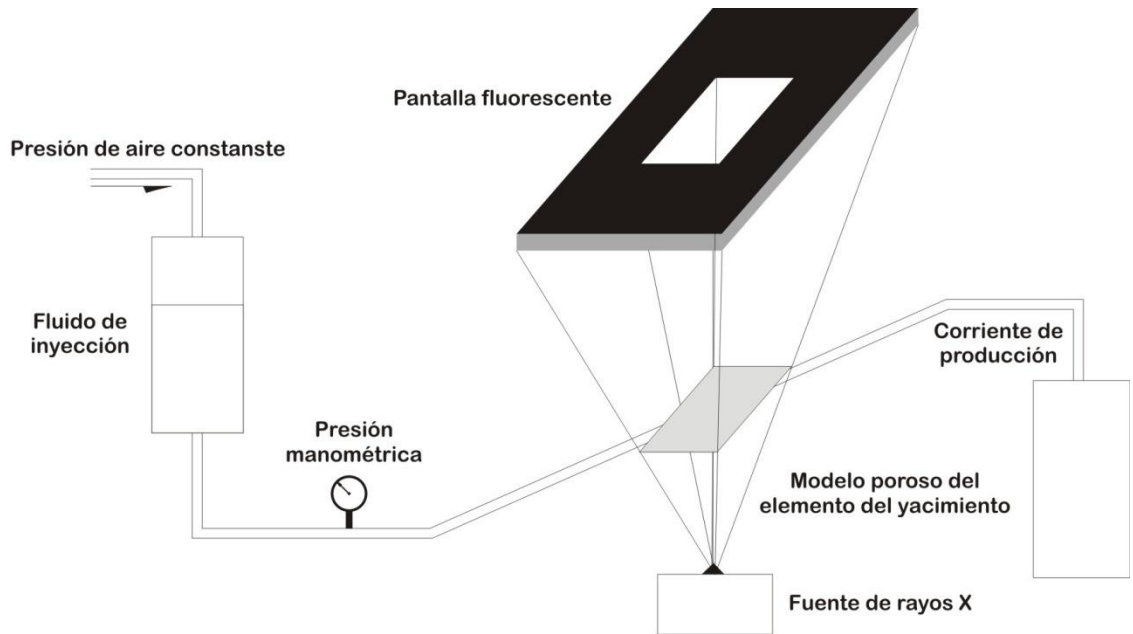 Pantalla fluorescente
Presión de aire constanste
Fluido de
inyección
Corriente de
producción
Presión
manométrica
Modelo poroso del
elemento del yacimiento
Fuente de rayos X